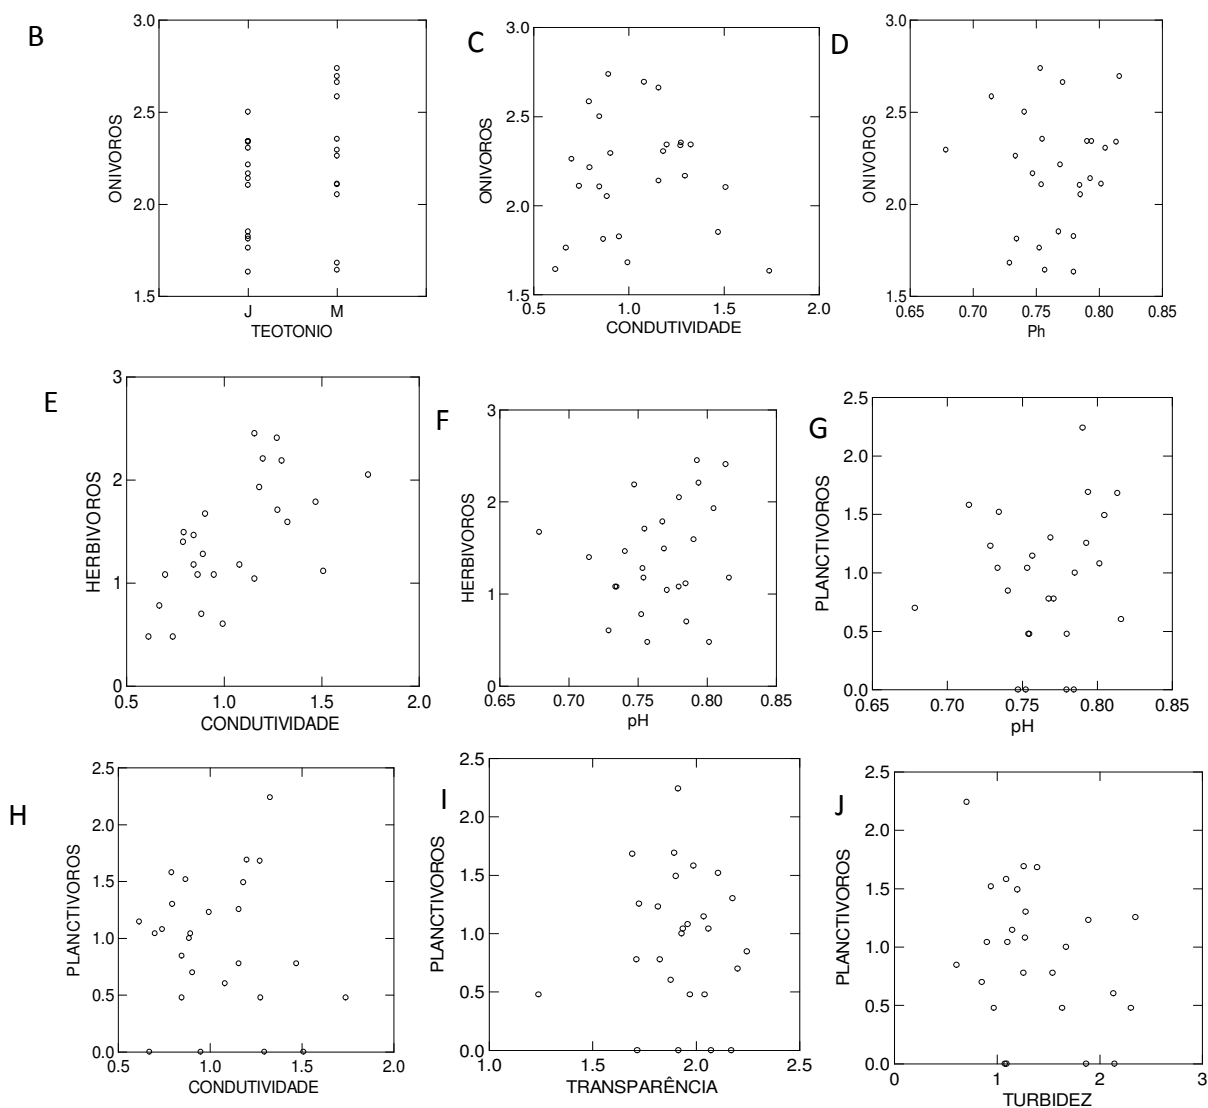 B
3.0
2.5
2.0
1.5
ONIVOROS
J M
TEOTONIO
C
3.0
2.5
2.0
1.5
ONIVOROS
0.5 1.0 1.5 2.0
CONDUTIVIDADE
D
3.0
2.5
2.0
1.5
ONIVOROS
0.65 0.70 0.75 0.80 0.85
Ph
E
3
2
1
0
HERBIVOROS
0.5 1.0 1.5 2.0
CONDUTIVIDADE
F
3
2
1
0
HERBIVOROS
0.65 0.70 0.75 0.80 0.85
pH
G
2.5
2.0
1.5
1.0
0.5
0.0
PLANCTIVOROS
0.65 0.70 0.75 0.80 0.85
pH
H
2.5
2.0
1.5
1.0
0.5
0.0
PLANCTIVOROS
0.5 1.0 1.5 2.0
CONDUTIVIDADE
I
2.5
2.0
1.5
1.0
0.5
0.0
PLANCTIVOROS
1.0 1.5 2.0 2.5
TRANSPARÊNCIA
J
2.5
2.0
1.5
1.0
0.5
0.0
PLANCTIVOROS
0 1 2 3
TURBIDEZ